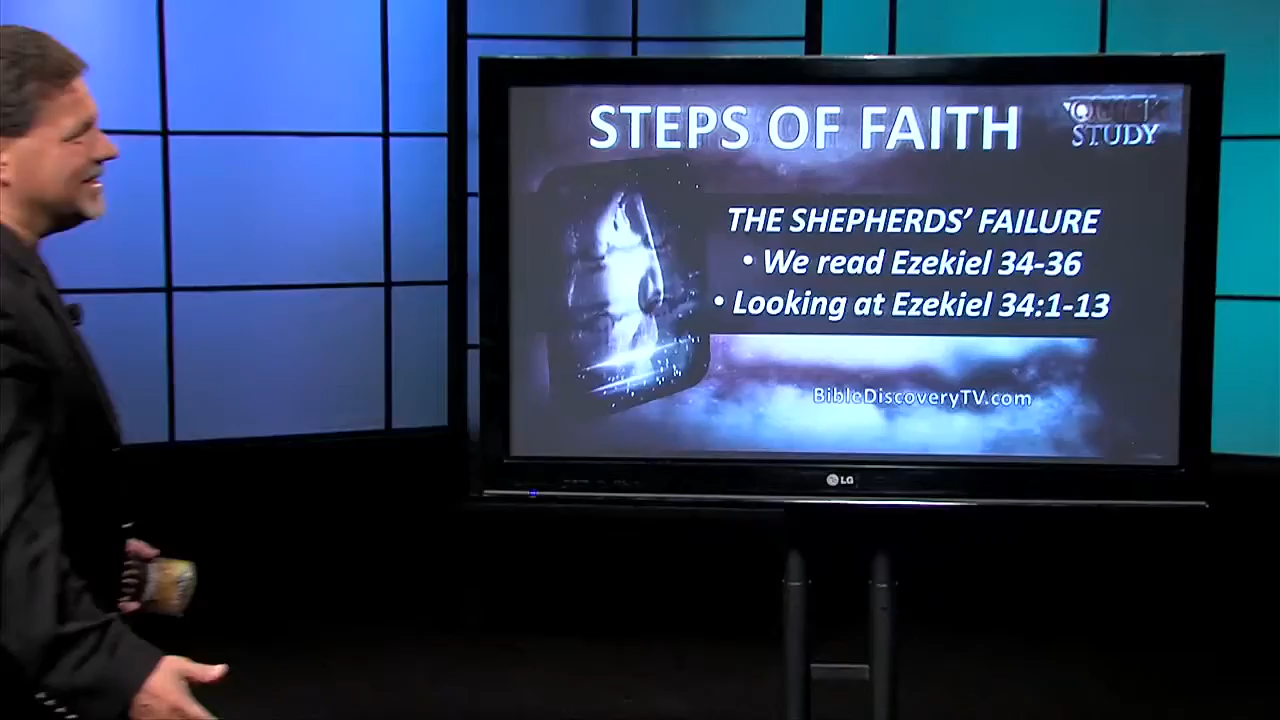 STEPS OF FAITH
QUICK
STUDY
THE SHEPHERDS’ FAILURE
• We read Ezekiel 34-36
• Looking at Ezekiel 34:1-13
BibleDiscoveryTV.com
LG